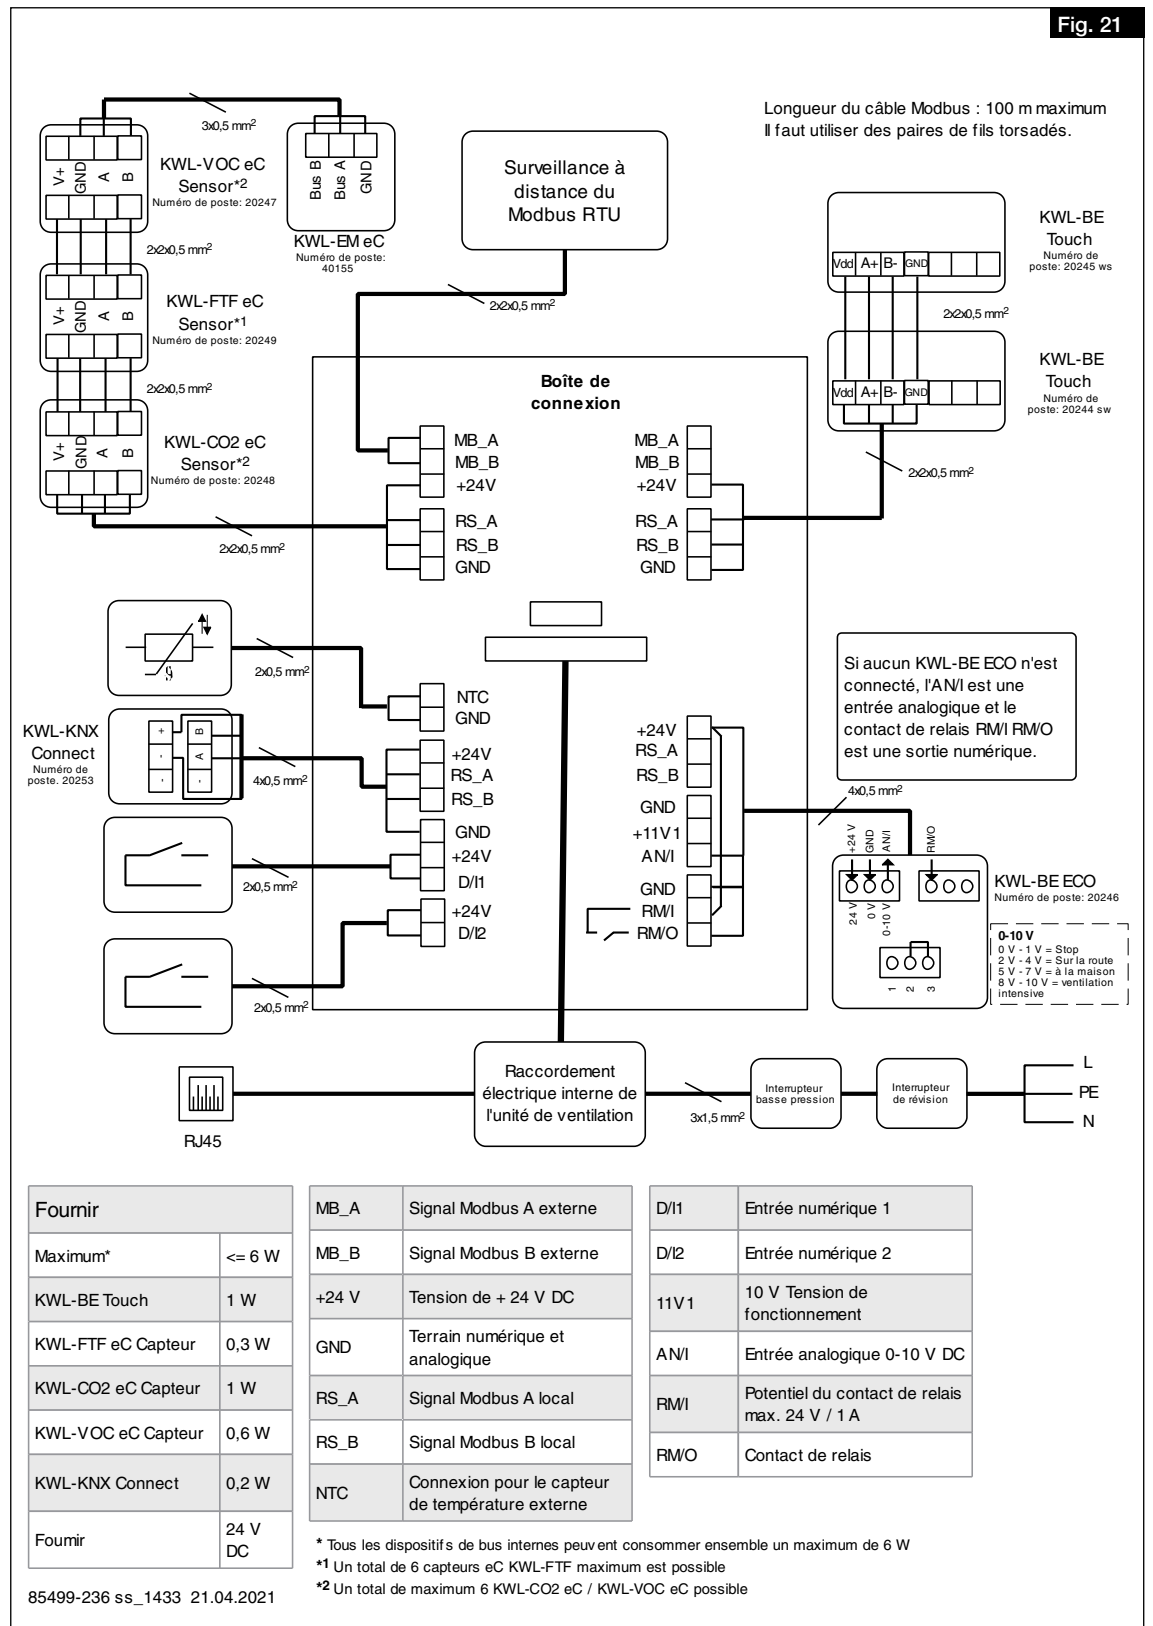 Fig. 21
Longueur du câble Modbus : 100 m maximum
Il faut utiliser des paires de fils torsadés.
3x0,5 mm²
V+
GND
A
B
KWL-VOC eC
Sensor*2
Numéro de poste: 20247
Bus B
Bus A
GND
KWL-EM eC
Numéro de poste:
40155
Surveillance à
distance du
Modbus RTU
2x2x0,5 mm²
2x2x0,5 mm²
V+
GND
A
B
KWL-FTF eC
Sensor*1
Numéro de poste: 20249
2x2x0,5 mm²
V+
GND
A
B
KWL-CO2 eC
Sensor*2
Numéro de poste: 20248
2x2x0,5 mm²
Vdd
A+
B-
GND
KWL-BE
Touch
Numéro de
poste: 20245 ws
2x2x0,5 mm²
Vdd
A+
B-
GND
KWL-BE
Touch
Numéro de
poste: 20244 sw
2x2x0,5 mm²
Boîte de
connexion
MB_A
MB_B
+24V
RS_A
RS_B
GND
MB_A
MB_B
+24V
RS_A
RS_B
GND
ϑ
2x0,5 mm²
NTC
GND
KWL-KNX
Connect
Numéro de
poste. 20253
+
-
-
B
A
-
4x0,5 mm²
+24V
RS_A
RS_B
GND
+24V
D/I1
2x0,5 mm²
+24V
D/I2
2x0,5 mm²
+24V
RS_A
RS_B
GND
+11V1
AN/I
GND
RM/I
RM/O
Si aucun KWL-BE ECO n'est
connecté, l'AN/I est une
entrée analogique et le
contact de relais RM/I RM/O
est une sortie numérique.
4x0,5 mm²
+24 V
GND
AN/I
RM/O
24 V
0 V
0-10 V
1
2
3
KWL-BE ECO
Numéro de poste: 20246
0-10 V
0 V - 1 V = Stop
2 V - 4 V = Sur la route
5 V - 7 V = à la maison
8 V - 10 V = ventilation
intensive
RJ45
Raccordement
électrique interne de
l'unité de ventilation
3x1,5 mm²
Interrupteur
basse pression
Interrupteur
de révision
L
PE
N
Fournir
Maximum* <= 6 W
KWL-BE Touch 1 W
KWL-FTF eC Capteur 0,3 W
KWL-CO2 eC Capteur 1 W
KWL-VOC eC Capteur 0,6 W
KWL-KNX Connect 0,2 W
Fournir 24 V
DC
MB_A Signal Modbus A externe
MB_B Signal Modbus B externe
+24 V Tension de + 24 V DC
GND Terrain numérique et
analogique
RS_A Signal Modbus A local
RS_B Signal Modbus B local
NTC Connexion pour le capteur
de température externe
D/I1 Entrée numérique 1
D/I2 Entrée numérique 2
11V1 10 V Tension de
fonctionnement
AN/I Entrée analogique 0-10 V DC
RM/I Potentiel du contact de relais
max. 24 V / 1 A
RM/O Contact de relais
* Tous les dispositifs de bus internes peuvent consommer ensemble un maximum de 6 W
*1 Un total de 6 capteurs eC KWL-FTF maximum est possible
*2 Un total de maximum 6 KWL-CO2 eC / KWL-VOC eC possible
85499-236 ss_1433 21.04.2021